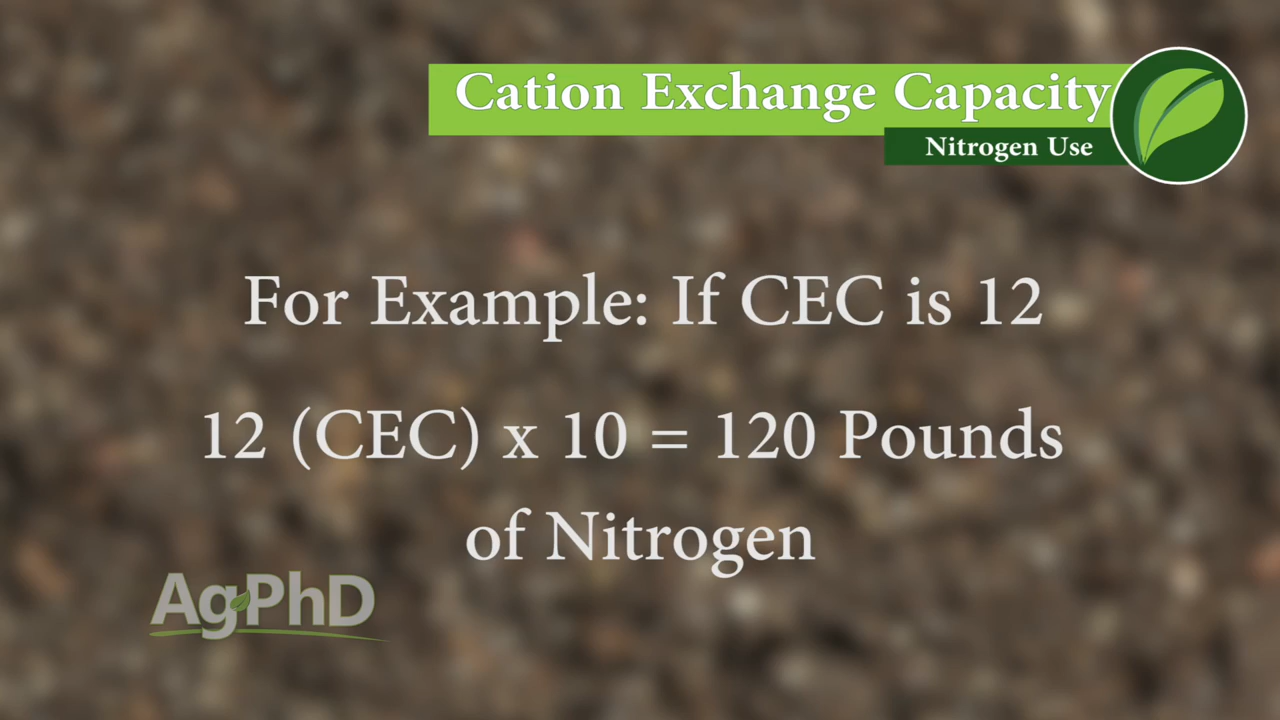 Cation Exchange Capacity
Nitrogen Use
For Example: If CEC is 12
12 (CEC) x 10 = 120 Pounds
of Nitrogen
AgPhD